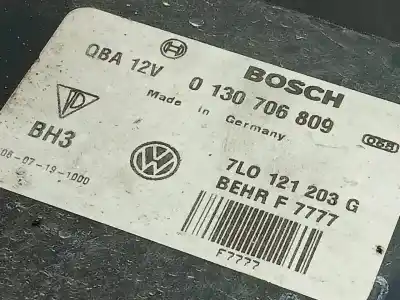 BOSCH
QBA 12V 0 130 706 809
Made in Germany
BH3
06-07-19-1000
7L0 121 203 G
BEHR F 7777
F7777